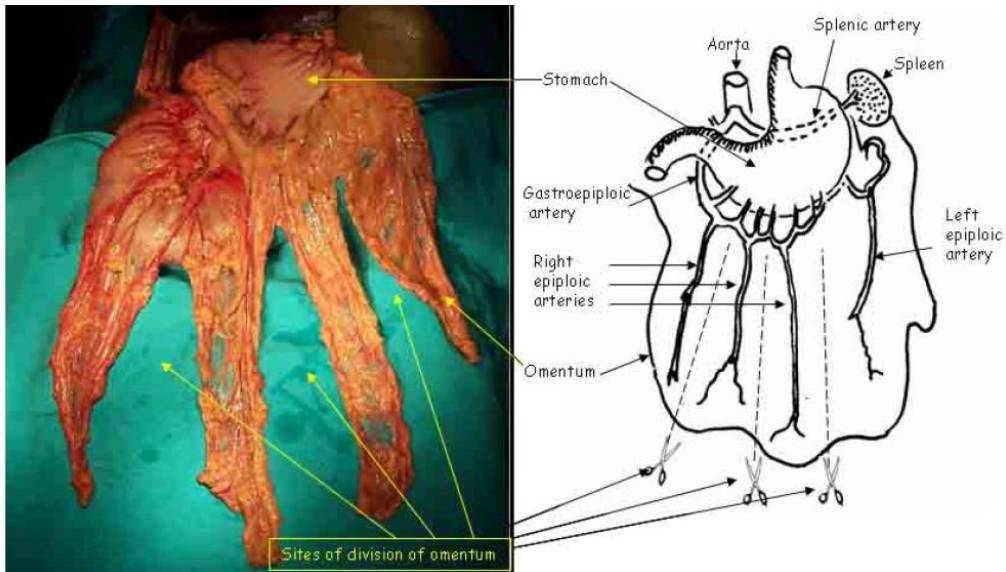 Splenic artery
Aorta
Spleen
Stomach
Gastroepiploic
artery
Left
epiploic
artery
Right
epiploic
arteries
Omentum
Sites of division of omentum